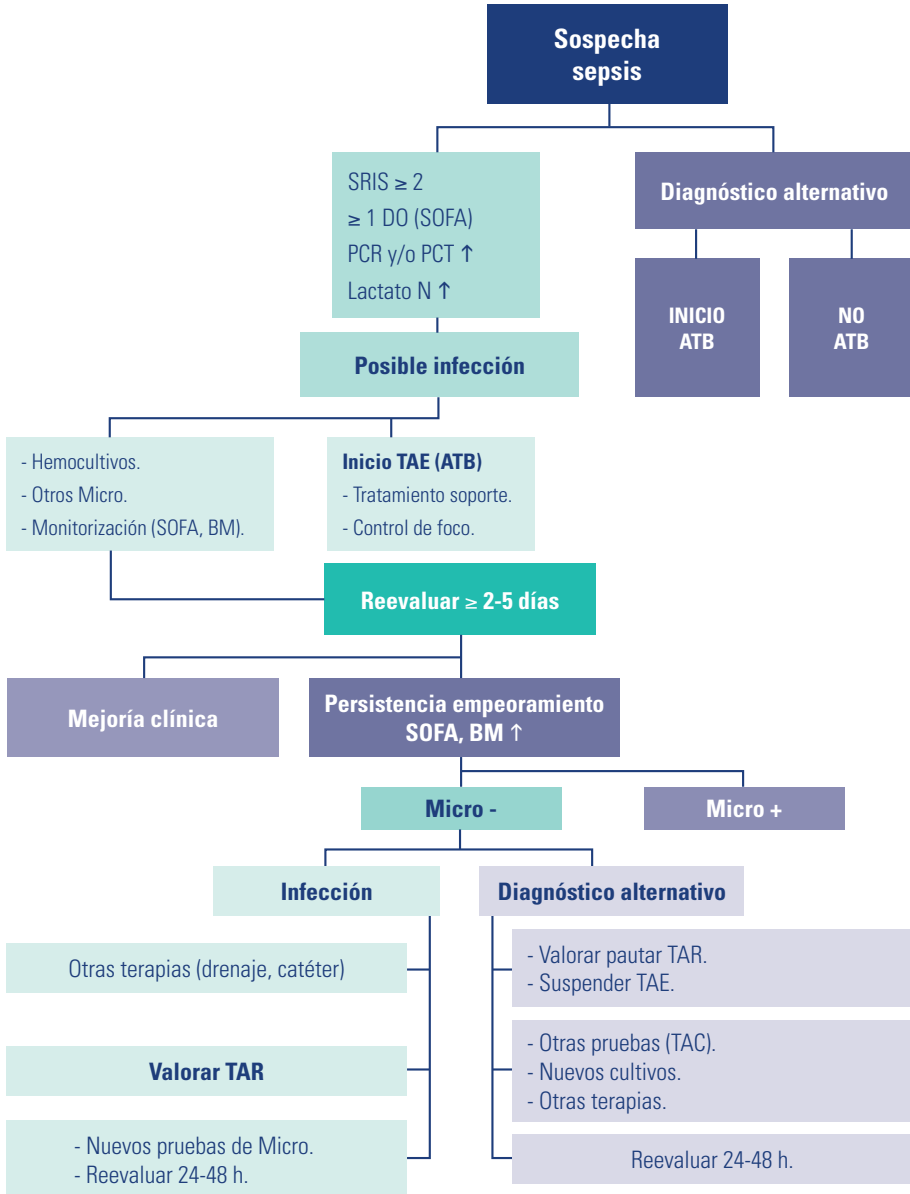 Sospecha
sepsis
SRIS ≥ 2
≥ 1 DO (SOFA)
PCR y/o PCT ↑
Lactato N ↑
Diagnóstico alternativo
INICIO
ATB
NO
ATB
Posible infección
- Hemocultivos.
- Otros Micro.
- Monitorización (SOFA, BM).
Inicio TAE (ATB)
- Tratamiento soporte.
- Control de foco.
Reevaluar ≥ 2-5 días
Mejoría clínica
Persistencia empeoramiento
SOFA, BM ↑
Micro -
Micro +
Infección
Otras terapias (drenaje, catéter)
Valorar TAR
- Nuevos pruebas de Micro.
- Reevaluar 24-48 h.
Diagnóstico alternativo
- Valorar pautar TAR.
- Suspender TAE.
- Otras pruebas (TAC).
- Nuevos cultivos.
- Otras terapias.
Reevaluar 24-48 h.